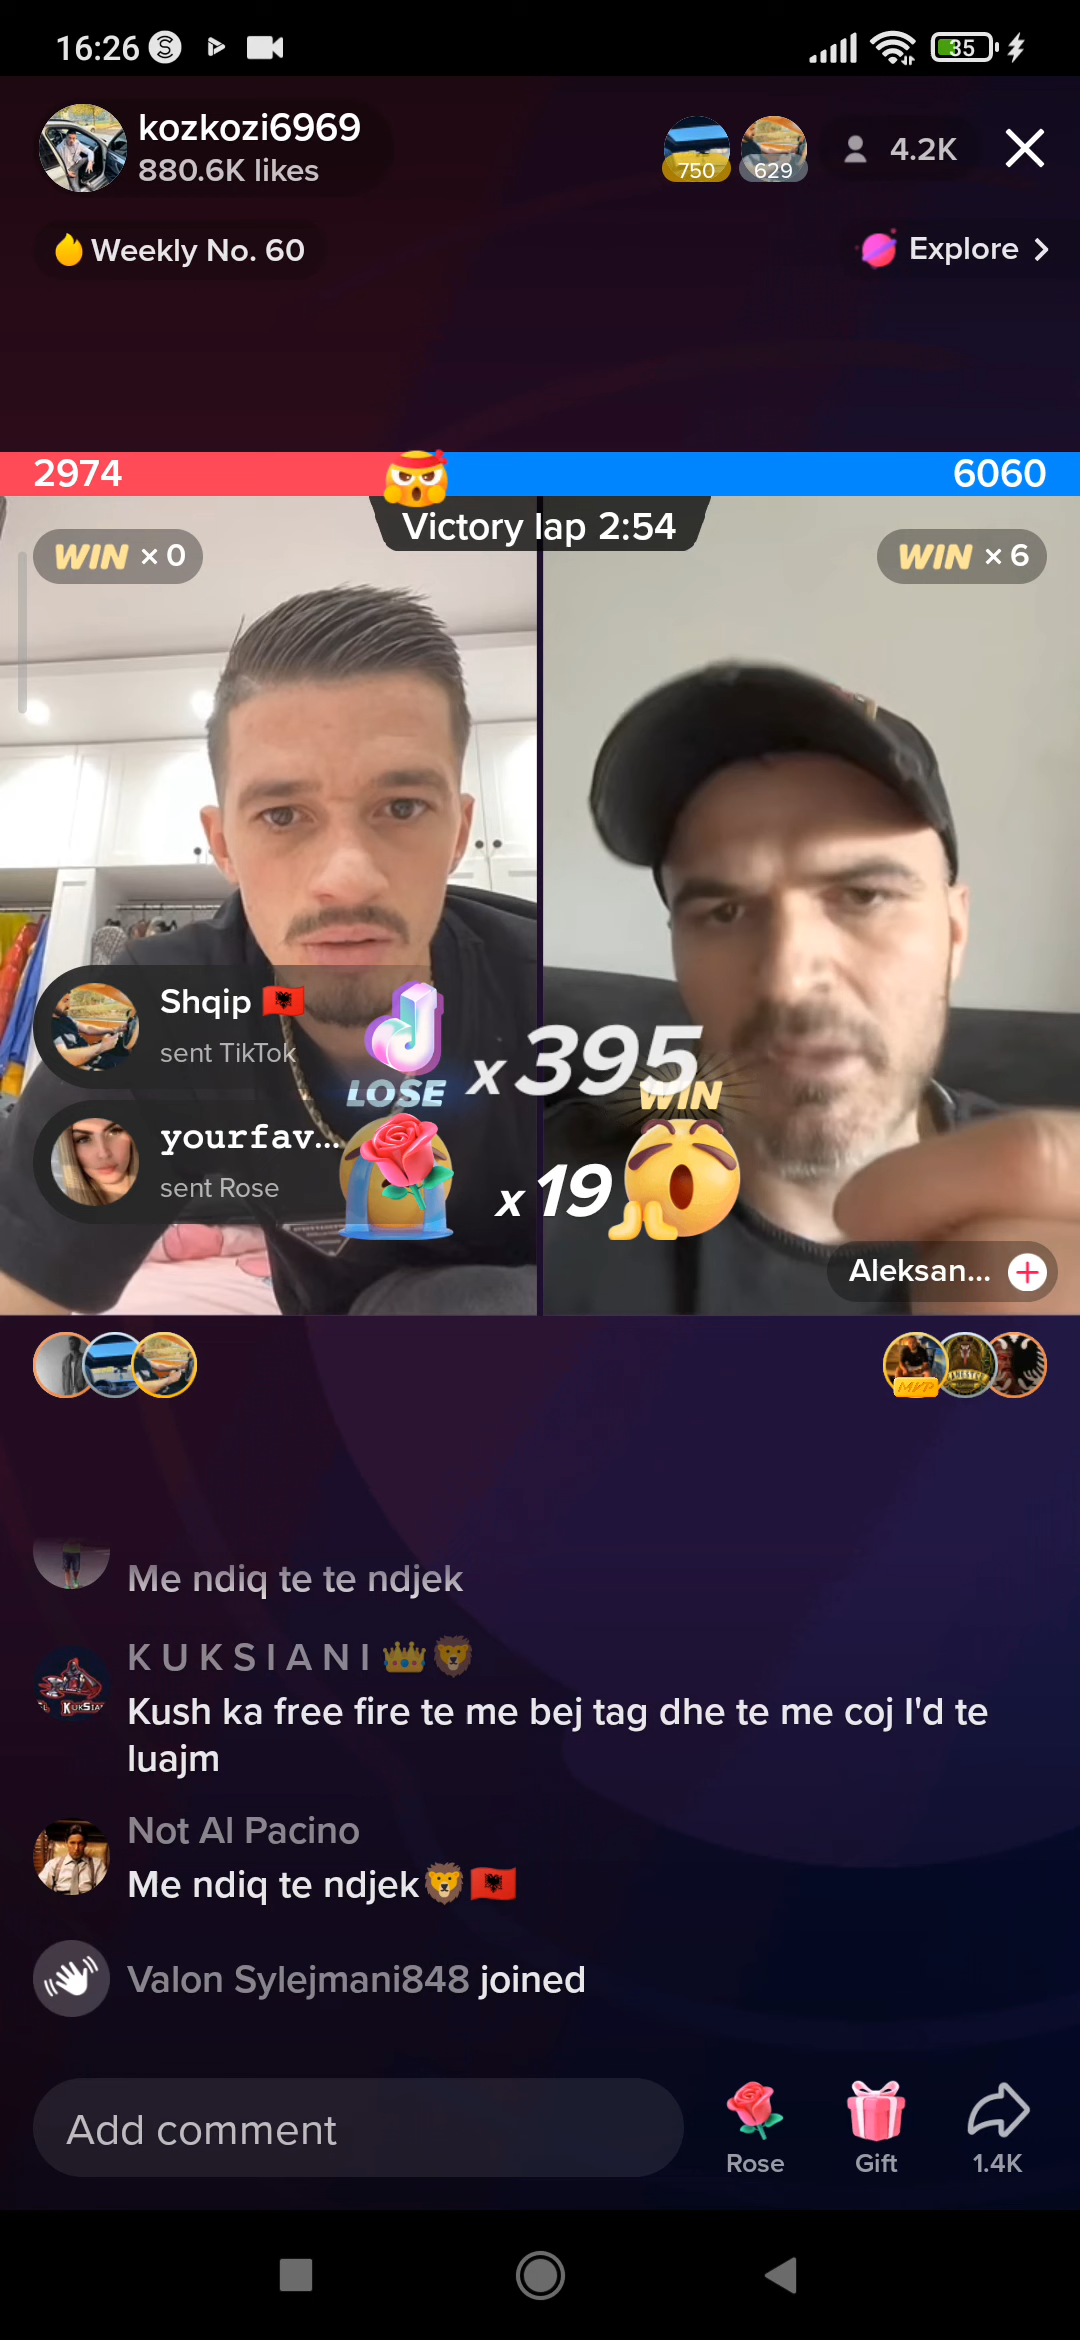 16:26
35
kozkozi6969
880.6K likes
750
629
4.2K
Weekly No. 60
Explore
2974
6060
Victory lap 2:54
WIN × 0
WIN × 6
Shqip
sent TikTok
x 395
LOSE
WIN
yourfav...
sent Rose
x 19
Aleksan...
MVP
Me ndiq te te ndjek
K U K S I A N I
Kush ka free fire te me bej tag dhe te me coj I'd te
luajm
Not Al Pacino
Me ndiq te ndjek
Valon Sylejmani848 joined
Add comment
Rose
Gift
1.4K